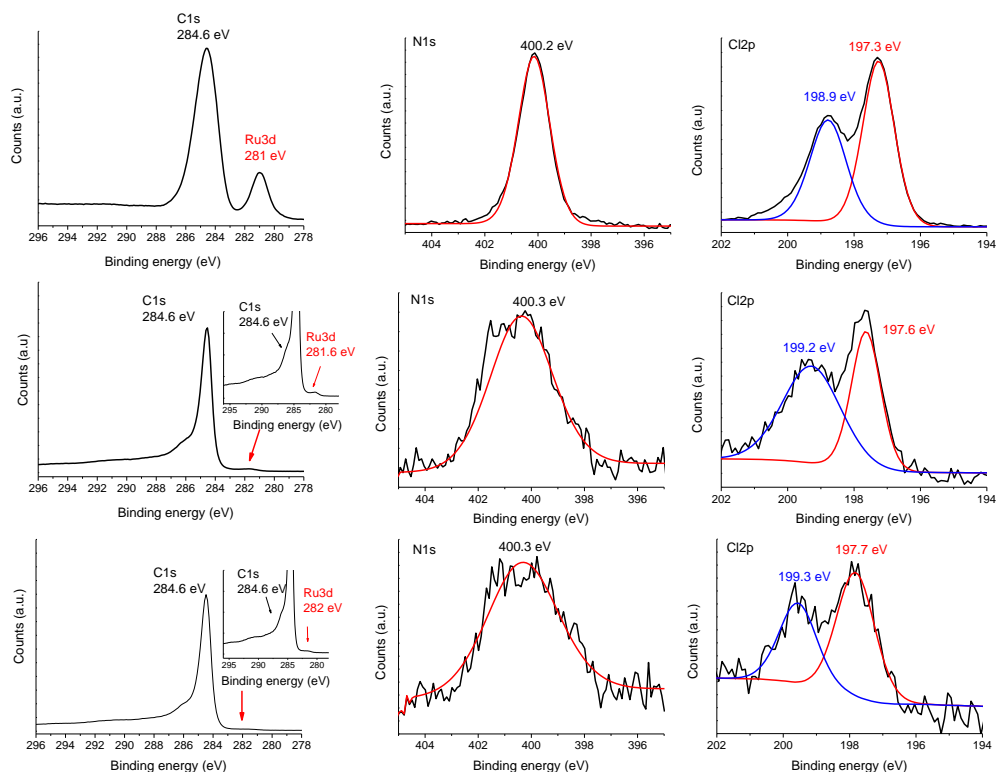 C1s
284.6 eV
Ru3d
281 eV
Counts (a.u.)
296 294 292 290 288 286 284 282 280 278
Binding energy (eV)
N1s
400.2 eV
Counts (a.u.)
404 402 400 398 396
Binding energy (eV)
Cl2p
197.3 eV
198.9 eV
Counts (a.u)
202 200 198 196 194
Binding energy (eV)
C1s
284.6 eV
C1s
284.6 eV
Ru3d
281.6 eV
295 290 285 280
Binding energy (eV)
Counts (a.u)
296 294 292 290 288 286 284 282 280 278
Binding energy (eV)
N1s
400.3 eV
Counts (a.u.)
404 402 400 398 396
Binding energy (eV)
Cl2p
197.6 eV
199.2 eV
Counts (a.u.)
202 200 198 196 194
Binding energy (eV)
C1s
284.6 eV
C1s
284.6 eV
Ru3d
282 eV
295 290 285 280
Binding energy (eV)
Counts (a.u.)
296 294 292 290 288 286 284 282 280 278
Binding energy (eV)
N1s
400.3 eV
Counts (a.u.)
404 402 400 398 396
Binding energy (eV)
Cl2p
197.7 eV
199.3 eV
Counts (a.u.)
202 200 198 196 194
Binding energy (eV)